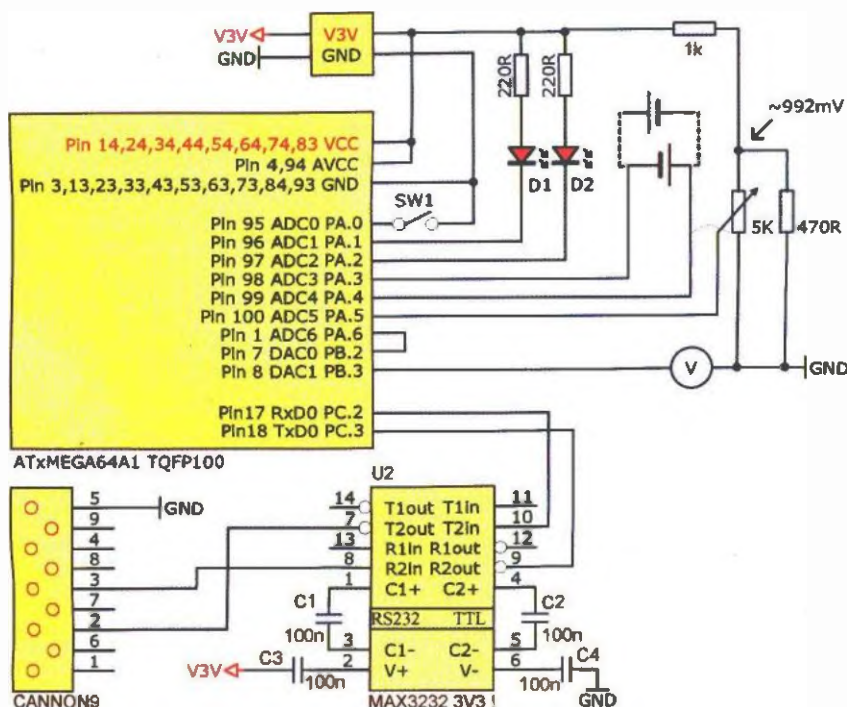 V3V
V3V
GND
GND
1k
220R
220R
~992mV
D1
D2
5K
470R
Pin 14,24,34,44,54,64,74,83 VCC
Pin 4,94 AVCC
Pin 3,13,23,33,43,53,63,73,84,93 GND
SW1
Pin 95 ADC0 PA.0
Pin 96 ADC1 PA.1
Pin 97 ADC2 PA.2
Pin 98 ADC3 PA.3
Pin 99 ADC4 PA.4
Pin 100 ADC5 PA.5
Pin 1 ADC6 PA.6
Pin 7 DAC0 PB.2
Pin 8 DAC1 PB.3
V
GND
Pin17 RxD0 PC.2
Pin18 TxD0 PC.3
ATxMEGA64A1 TQFP100
U2
5
9
4
8
3
7
2
6
1
GND
CANNON9
14 T1out T1in 11
7 T2out T2in 10
13 R1in R1out 12
8 R2in R2out 9
1 C1+ C2+ 4
C1
100n
RS232 TTL
C2
100n
3 C1- C2- 5
2 V+ V- 6
V3V
C3
100n
C4
100n
GND
MAX3232 3V3